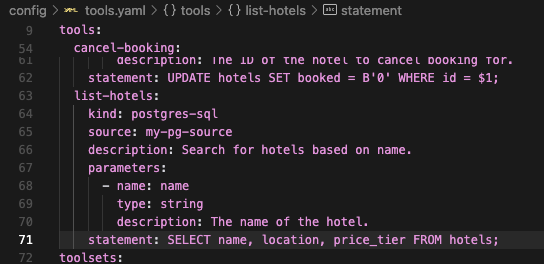 config > tools.yaml > {} tools > {} list-hotels > abc statement
9 tools:
54 cancel-booking:
61 description: The ID of the hotel to cancel booking for.
62 statement: UPDATE hotels SET booked = B'0' WHERE id = $1;
63 list-hotels:
64 kind: postgres-sql
65 source: my-pg-source
66 description: Search for hotels based on name.
67 parameters:
68 - name: name
69 type: string
70 description: The name of the hotel.
71 statement: SELECT name, location, price_tier FROM hotels;
72 toolsets: